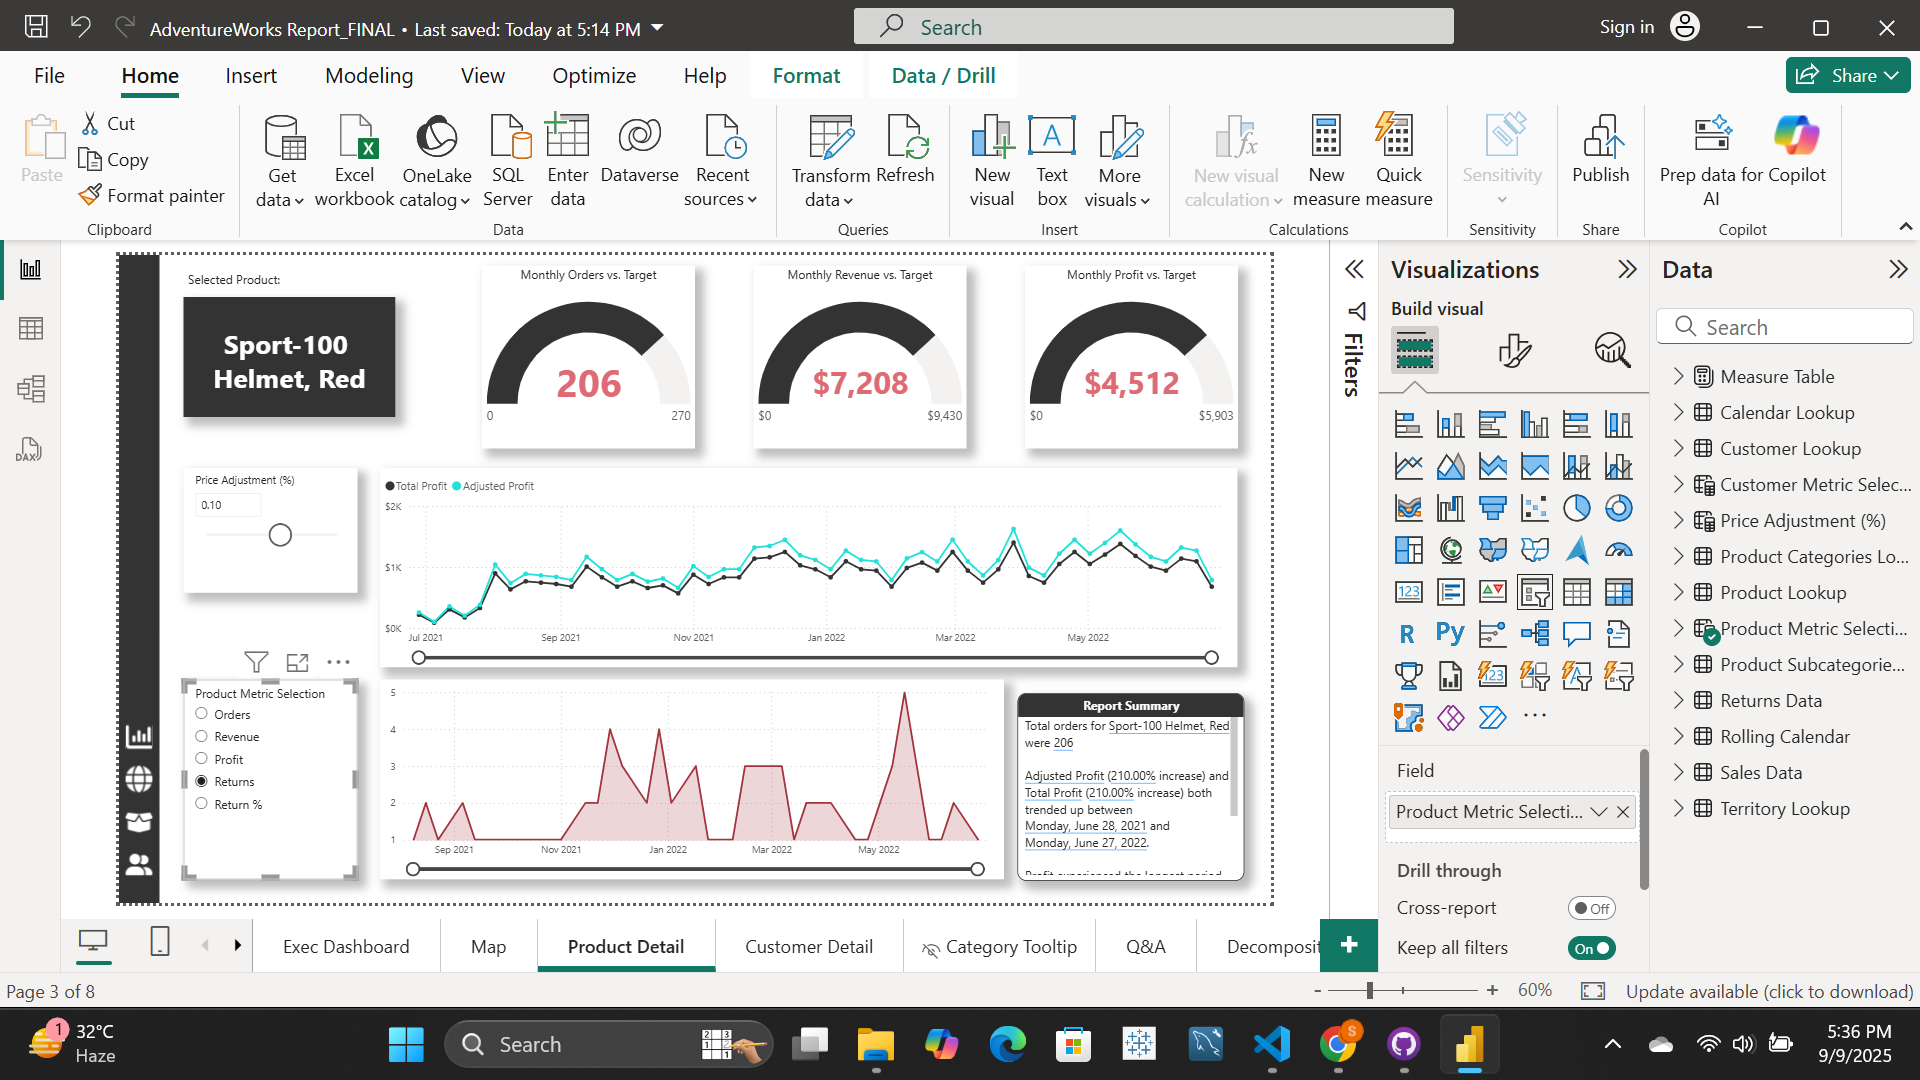 AdventureWorks Report_FINAL • Last saved: Today at 5:14 PM
Search
Sign in
File
Home
Insert
Modeling
View
Optimize
Help
Format
Data / Drill
Share
Paste
Cut
Copy
Format painter
Clipboard
Get data
Excel workbook
OneLake catalog
SQL Server
Enter data
Dataverse
Recent sources
Data
Transform data
Refresh
Queries
New visual
Text box
More visuals
Insert
New visual calculation
New measure
Quick measure
Calculations
Sensitivity
Sensitivity
Publish
Share
Prep data for AI
Copilot
Copilot
Selected Product:
Sport-100
Helmet, Red
Monthly Orders vs. Target
206
0
270
Monthly Revenue vs. Target
$7,208
$0
$9,430
Monthly Profit vs. Target
$4,512
$0
$5,903
Price Adjustment (%)
0.10
Total Profit
Adjusted Profit
$2K
$1K
$0K
Jul 2021
Sep 2021
Nov 2021
Jan 2022
Mar 2022
May 2022
Product Metric Selection
Orders
Revenue
Profit
Returns
Return %
5
4
3
2
1
Sep 2021
Nov 2021
Jan 2022
Mar 2022
May 2022
Report Summary
Total orders for Sport-100 Helmet, Red
were 206
Adjusted Profit (210.00% increase) and
Total Profit (210.00% increase) both
trended up between
Monday, June 28, 2021 and
Monday, June 27, 2022.
Profit experienced the longest period
Filters
Visualizations
Build visual
123
R
Py
123
Field
Product Metric Selecti...
Drill through
Cross-report
Off
Keep all filters
On
Data
Search
Measure Table
Calendar Lookup
Customer Lookup
Customer Metric Selec...
Price Adjustment (%)
Product Categories Lo...
Product Lookup
Product Metric Selecti...
Product Subcategorie...
Returns Data
Rolling Calendar
Sales Data
Territory Lookup
DAX
Exec Dashboard
Map
Product Detail
Customer Detail
Category Tooltip
Q&A
Decomposit
+
Page 3 of 8
- + 60%
Update available (click to download)
1
32°C
Haze
Search
S
5:36 PM
9/9/2025